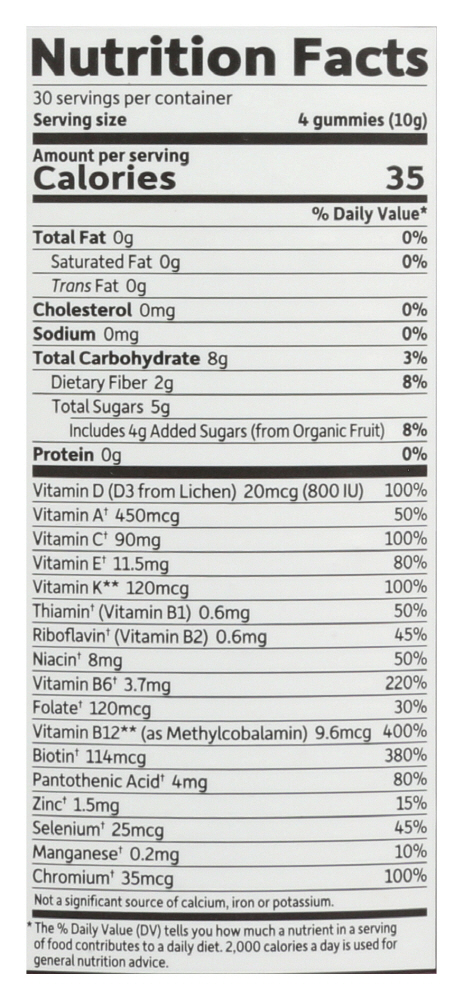 Nutrition Facts
30 servings per container
Serving size 4 gummies (10g)
Amount per serving
Calories 35
% Daily Value*
Total Fat 0g 0%
Saturated Fat 0g 0%
Trans Fat 0g
Cholesterol 0mg 0%
Sodium 0mg 0%
Total Carbohydrate 8g 3%
Dietary Fiber 2g 8%
Total Sugars 5g
Includes 4g Added Sugars (from Organic Fruit) 8%
Protein 0g 0%
Vitamin D (D3 from Lichen) 20mcg (800 IU) 100%
Vitamin A† 450mcg 50%
Vitamin C† 90mg 100%
Vitamin E† 11.5mg 80%
Vitamin K** 120mcg 100%
Thiamin† (Vitamin B1) 0.6mg 50%
Riboflavin† (Vitamin B2) 0.6mg 45%
Niacin† 8mg 50%
Vitamin B6† 3.7mg 220%
Folate† 120mcg 30%
Vitamin B12** (as Methylcobalamin) 9.6mcg 400%
Biotin† 114mcg 380%
Pantothenic Acid† 4mg 80%
Zinc† 1.5mg 15%
Selenium† 25mcg 45%
Manganese† 0.2mg 10%
Chromium† 35mcg 100%
Not a significant source of calcium, iron or potassium.
* The % Daily Value (DV) tells you how much a nutrient in a serving
of food contributes to a daily diet. 2,000 calories a day is used for
general nutrition advice.